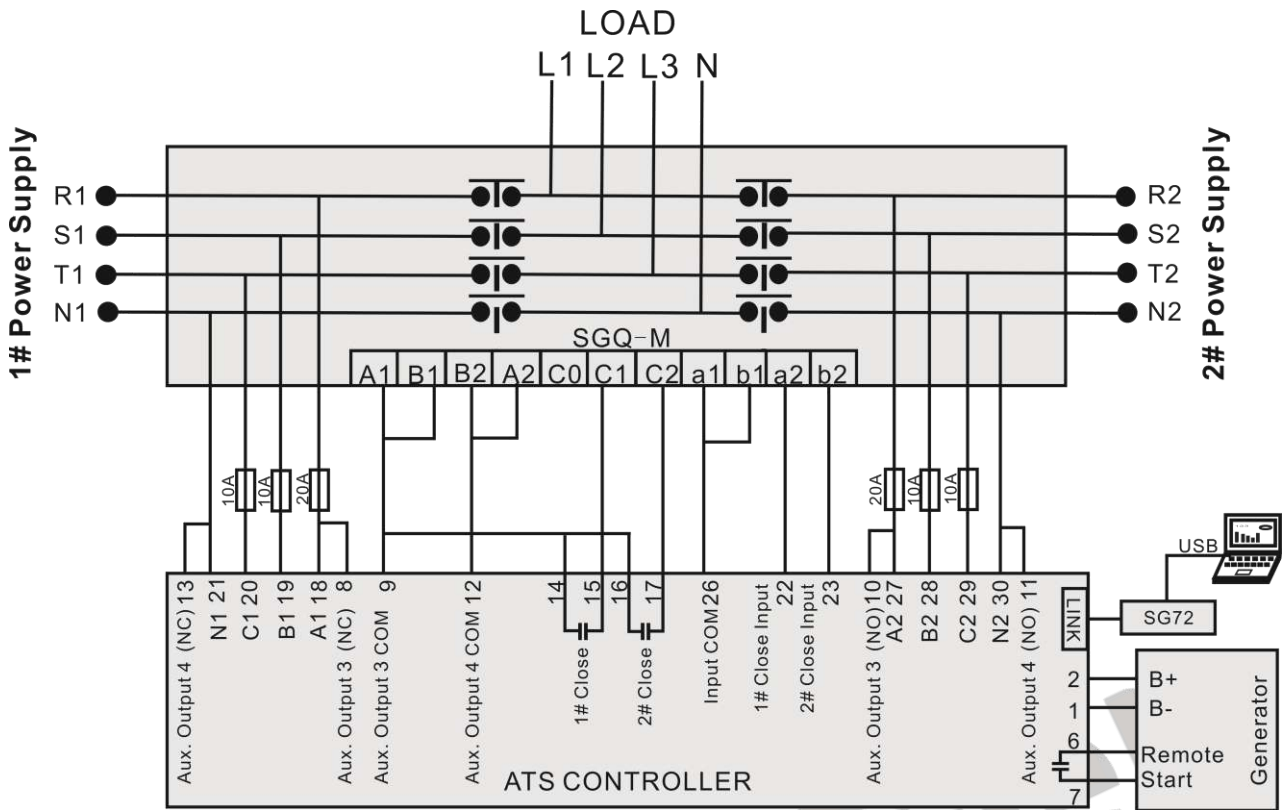 LOAD
L1 L2 L3 N
1# Power Supply
R1
S1
T1
N1
R2
S2
T2
N2
2# Power Supply
SGQ-M
A1 B1 B2 A2 C0 C1 C2 a1 b1 a2 b2
10A
10A
20A
20A
10A
10A
USB
Aux. Output 4 (NC) 13
N1 21
C1 20
B1 19
A1 18
Aux. Output 3 (NC) 8
Aux. Output 3 COM 9
Aux. Output 4 COM 12
14
1# Close 15
16
2# Close 17
Input COM 26
1# Close Input 22
2# Close Input 23
Aux. Output 3 (NO) 10
A2 27
B2 28
C2 29
N2 30
Aux. Output 4 (NO) 11
LINK
SG72
2
1
6
7
B+
B-
Remote
Start
Generator
ATS CONTROLLER